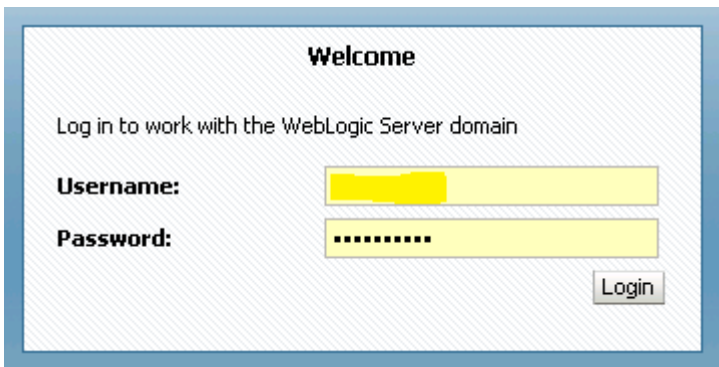 Welcome
Log in to work with the WebLogic Server domain
Username:
Password: ••••••••••
Login